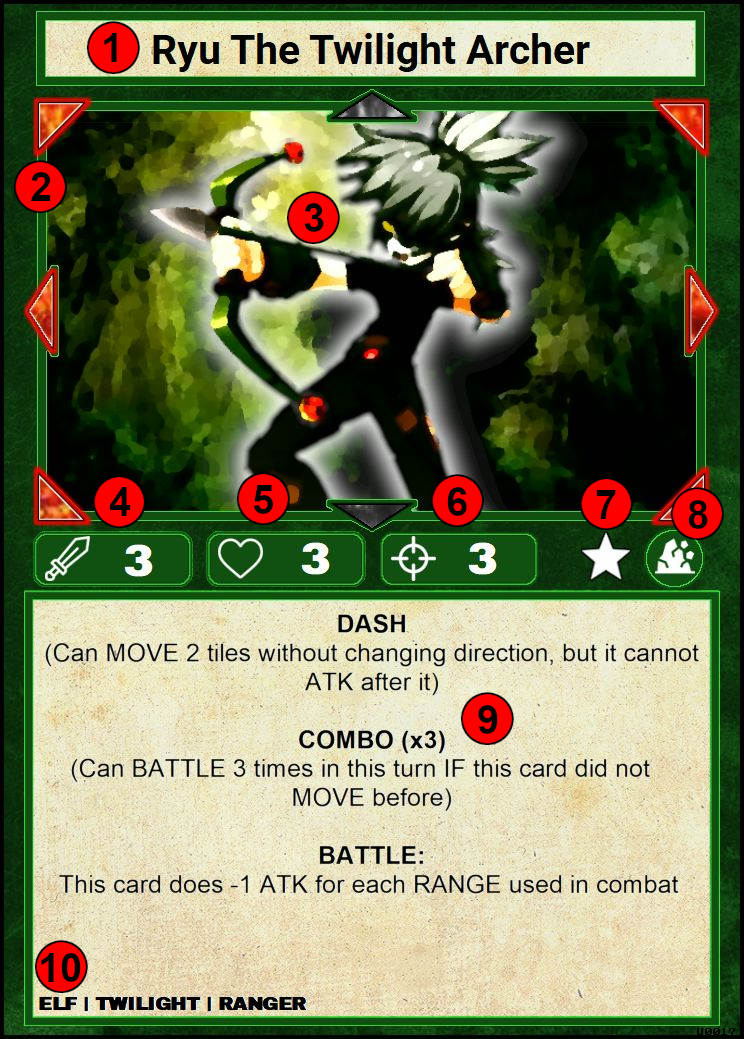 1 Ryu The Twilight Archer
2
3
4 5 6 7 8
3 3 3
DASH
(Can MOVE 2 tiles without changing direction, but it cannot
ATK after it)
9
COMBO (x3)
(Can BATTLE 3 times in this turn IF this card did not
MOVE before)
BATTLE:
This card does -1 ATK for each RANGE used in combat
10
ELF | TWILIGHT | RANGER
U0017